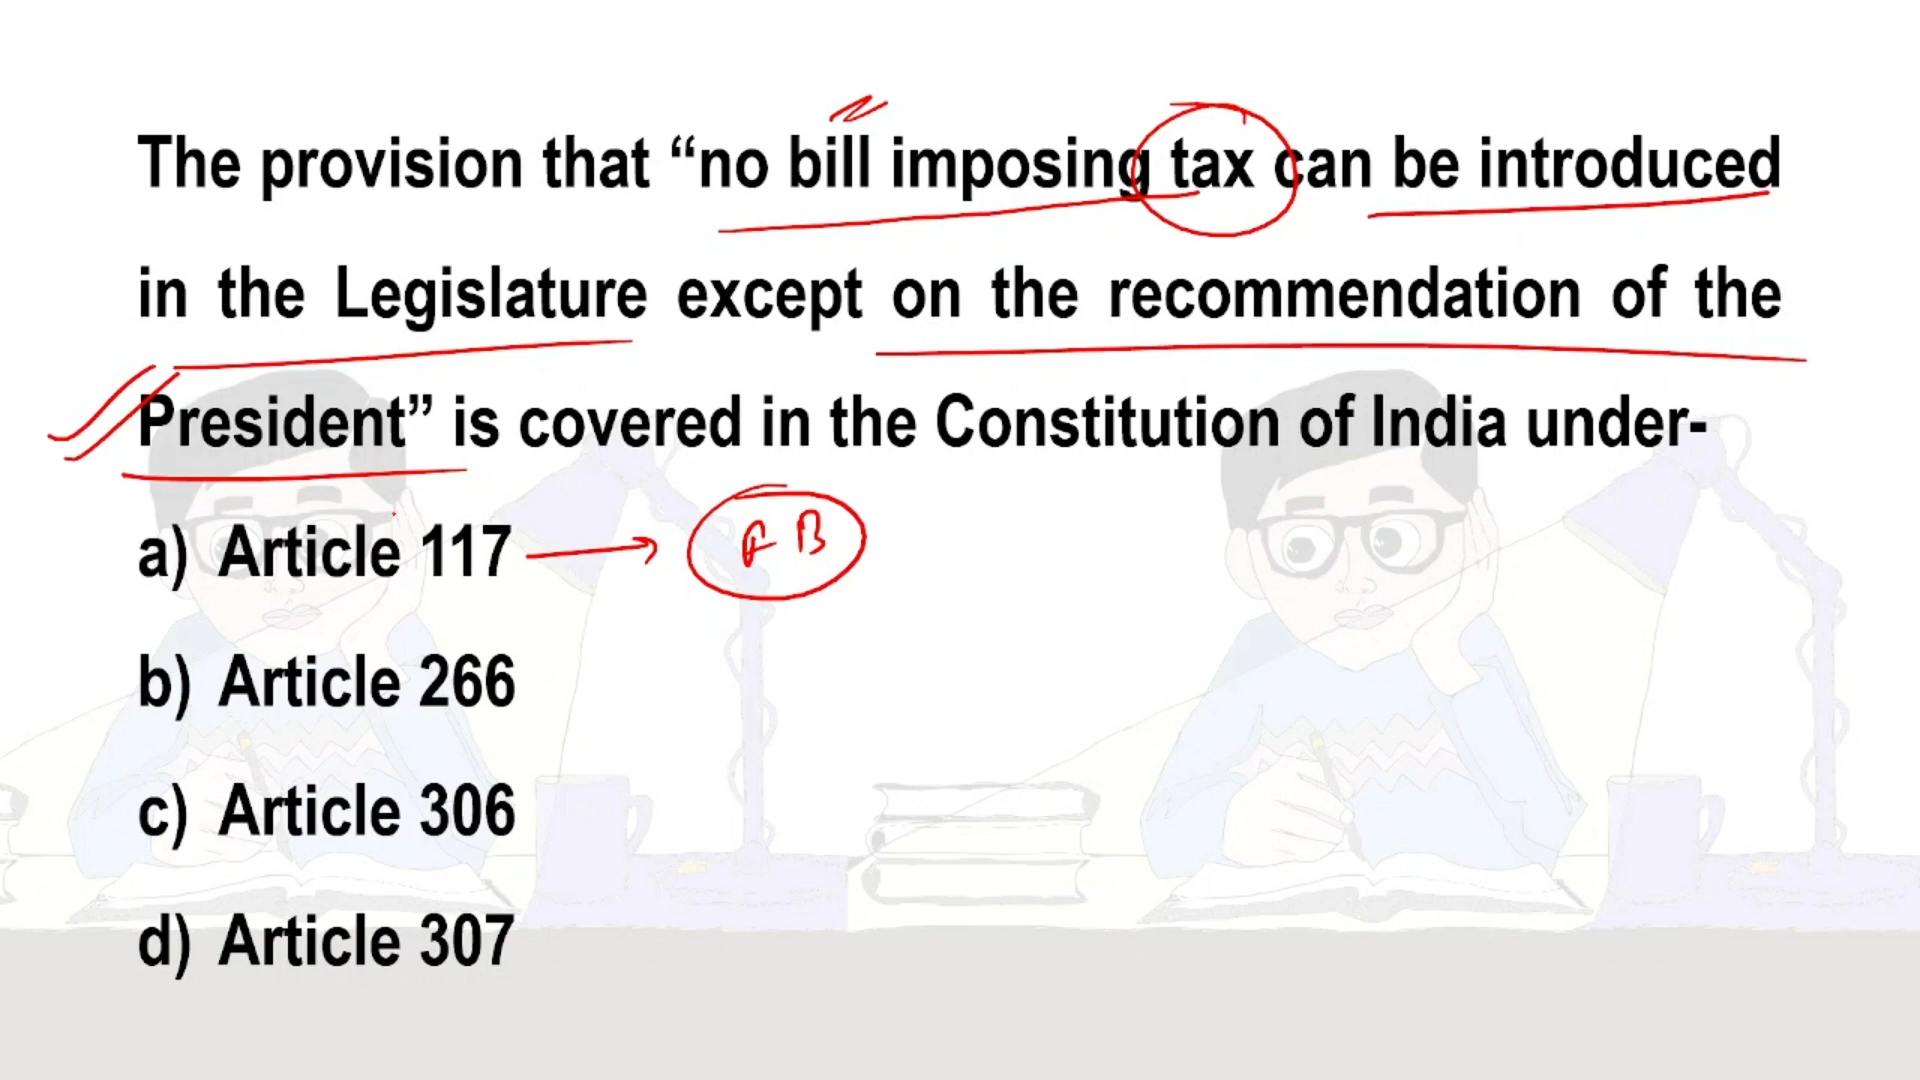 The provision that “no bill imposing tax can be introduced
in the Legislature except on the recommendation of the
President” is covered in the Constitution of India under-
a) Article 117 → FB
b) Article 266
c) Article 306
d) Article 307